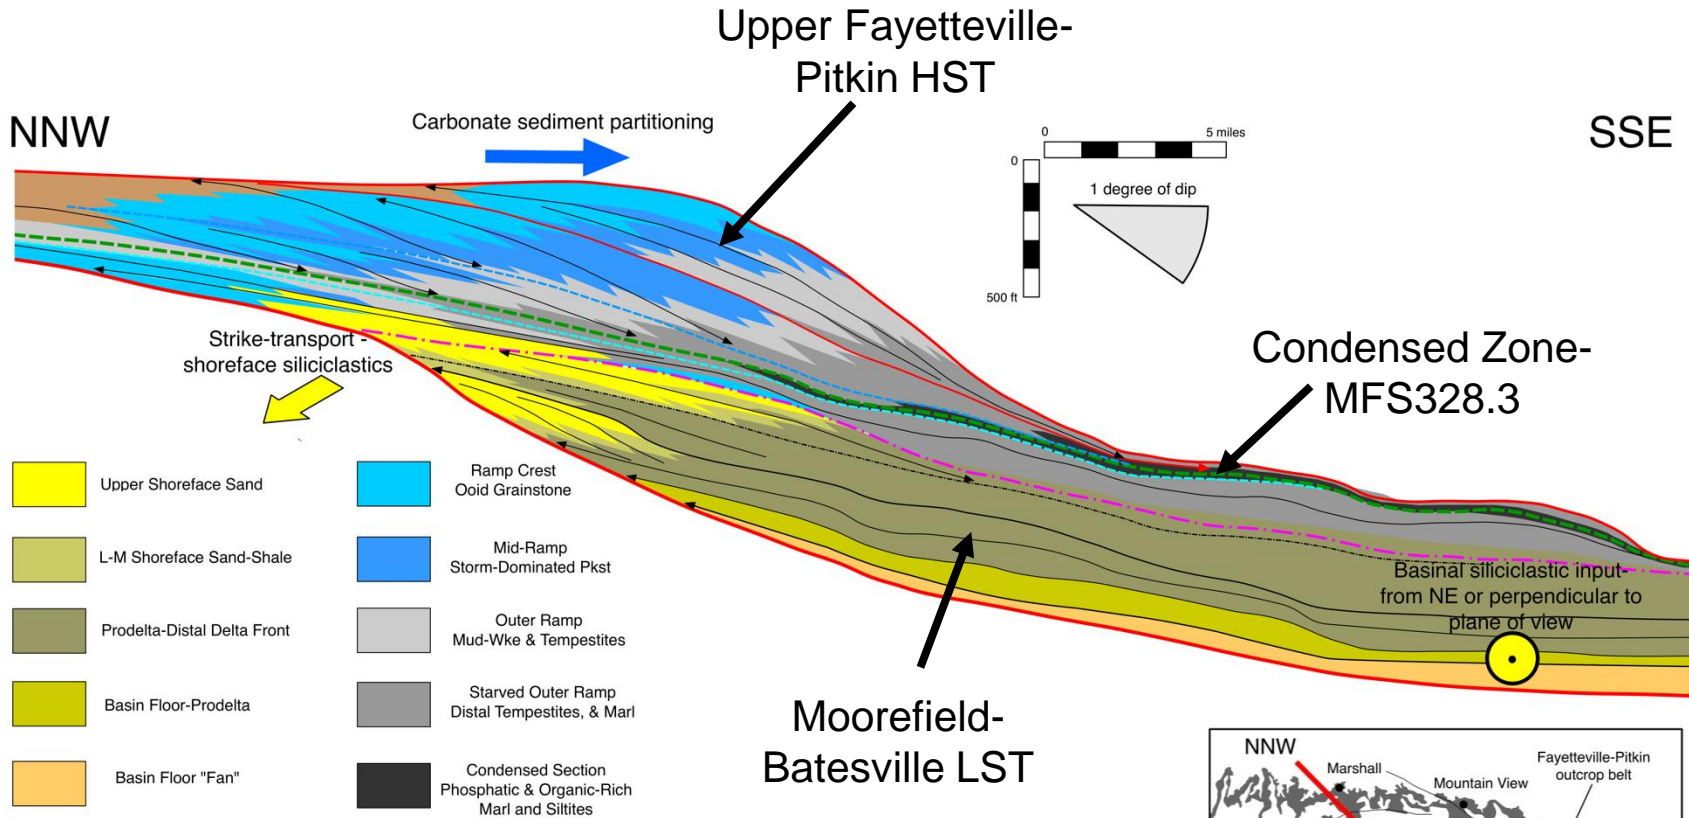 Upper Fayetteville-
Pitkin HST
NNW
Carbonate sediment partitioning
0
5 miles
SSE
0
1 degree of dip
500 ft
Strike-transport -
shoreface siliciclastics
Condensed Zone-
MFS328.3
Upper Shoreface Sand
Ramp Crest
Ooid Grainstone
L-M Shoreface Sand-Shale
Mid-Ramp
Storm-Dominated Pkst
Prodelta-Distal Delta Front
Outer Ramp
Mud-Wke & Tempestites
Basin Floor-Prodelta
Starved Outer Ramp
Distal Tempestites, & Marl
Basin Floor "Fan"
Condensed Section
Phosphatic & Organic-Rich
Marl and Siltites
Basinal siliciclastic input-
from NE or perpendicular to
plane of view
Moorefield-
Batesville LST
NNW
Marshall
Mountain View
Fayetteville-Pitkin
outcrop belt